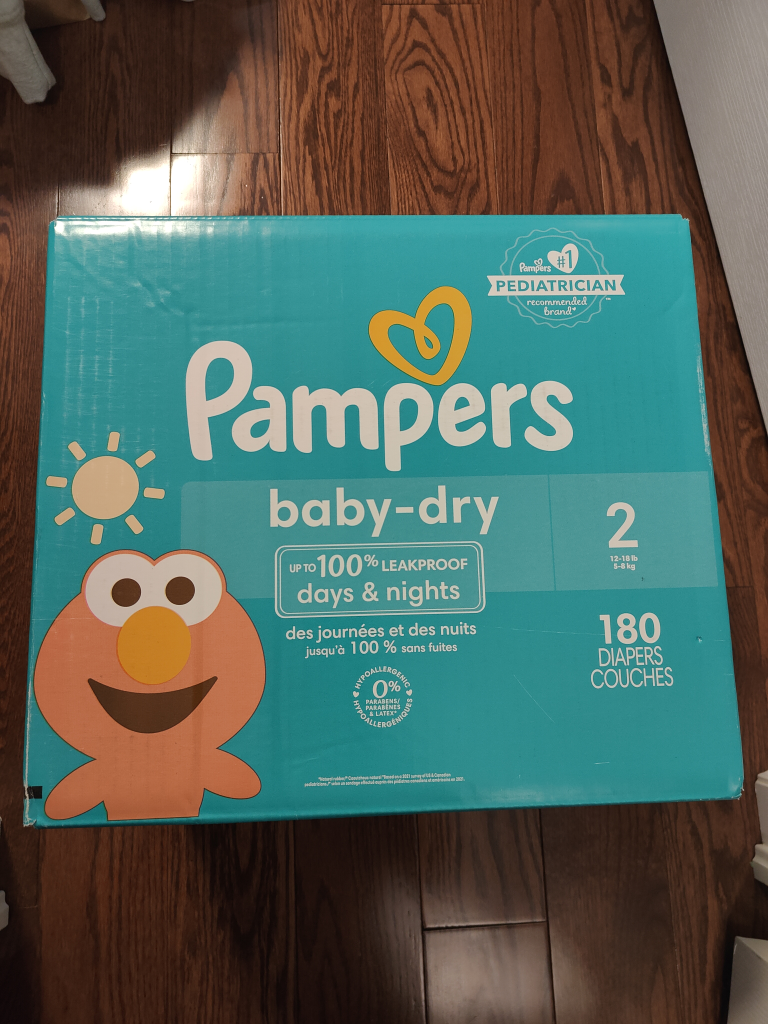 Pampers #1
PEDIATRICIAN
recommended
brand*
™
Pampers
baby-dry
2
12-18 lb
5-8 kg
UP TO 100% LEAKPROOF
days & nights
des journées et des nuits
jusqu'à 100 % sans fuites
180
DIAPERS
COUCHES
HYPOALLERGENIC
0%
PARABENS/
PARABÈNES
& LATEX*
HYPOALLERGÉNIQUES